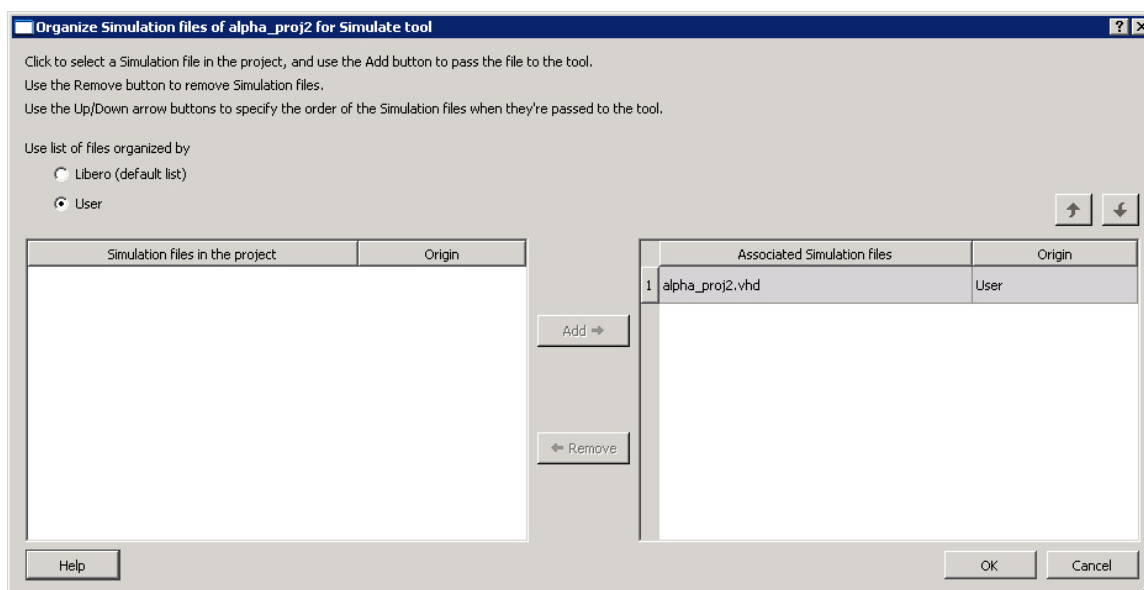 Organize Simulation files of alpha_proj2 for Simulate tool
Click to select a Simulation file in the project, and use the Add button to pass the file to the tool.
Use the Remove button to remove Simulation files.
Use the Up/Down arrow buttons to specify the order of the Simulation files when they're passed to the tool.
Use list of files organized by
Libero (default list)
User
Simulation files in the project Origin
Associated Simulation files Origin
1 alpha_proj2.vhd User
Add
Remove
Help
OK Cancel